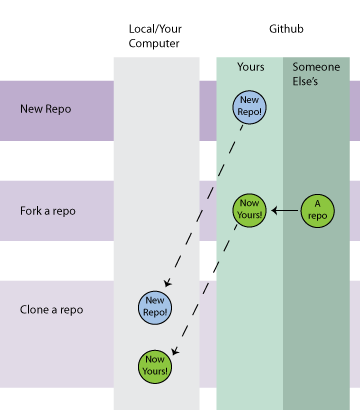 Local/Your
Computer
Github
Yours
Someone
Else's
New Repo
New
Repo!
Fork a repo
Now
Yours!
A
repo
Clone a repo
New
Repo!
Now
Yours!